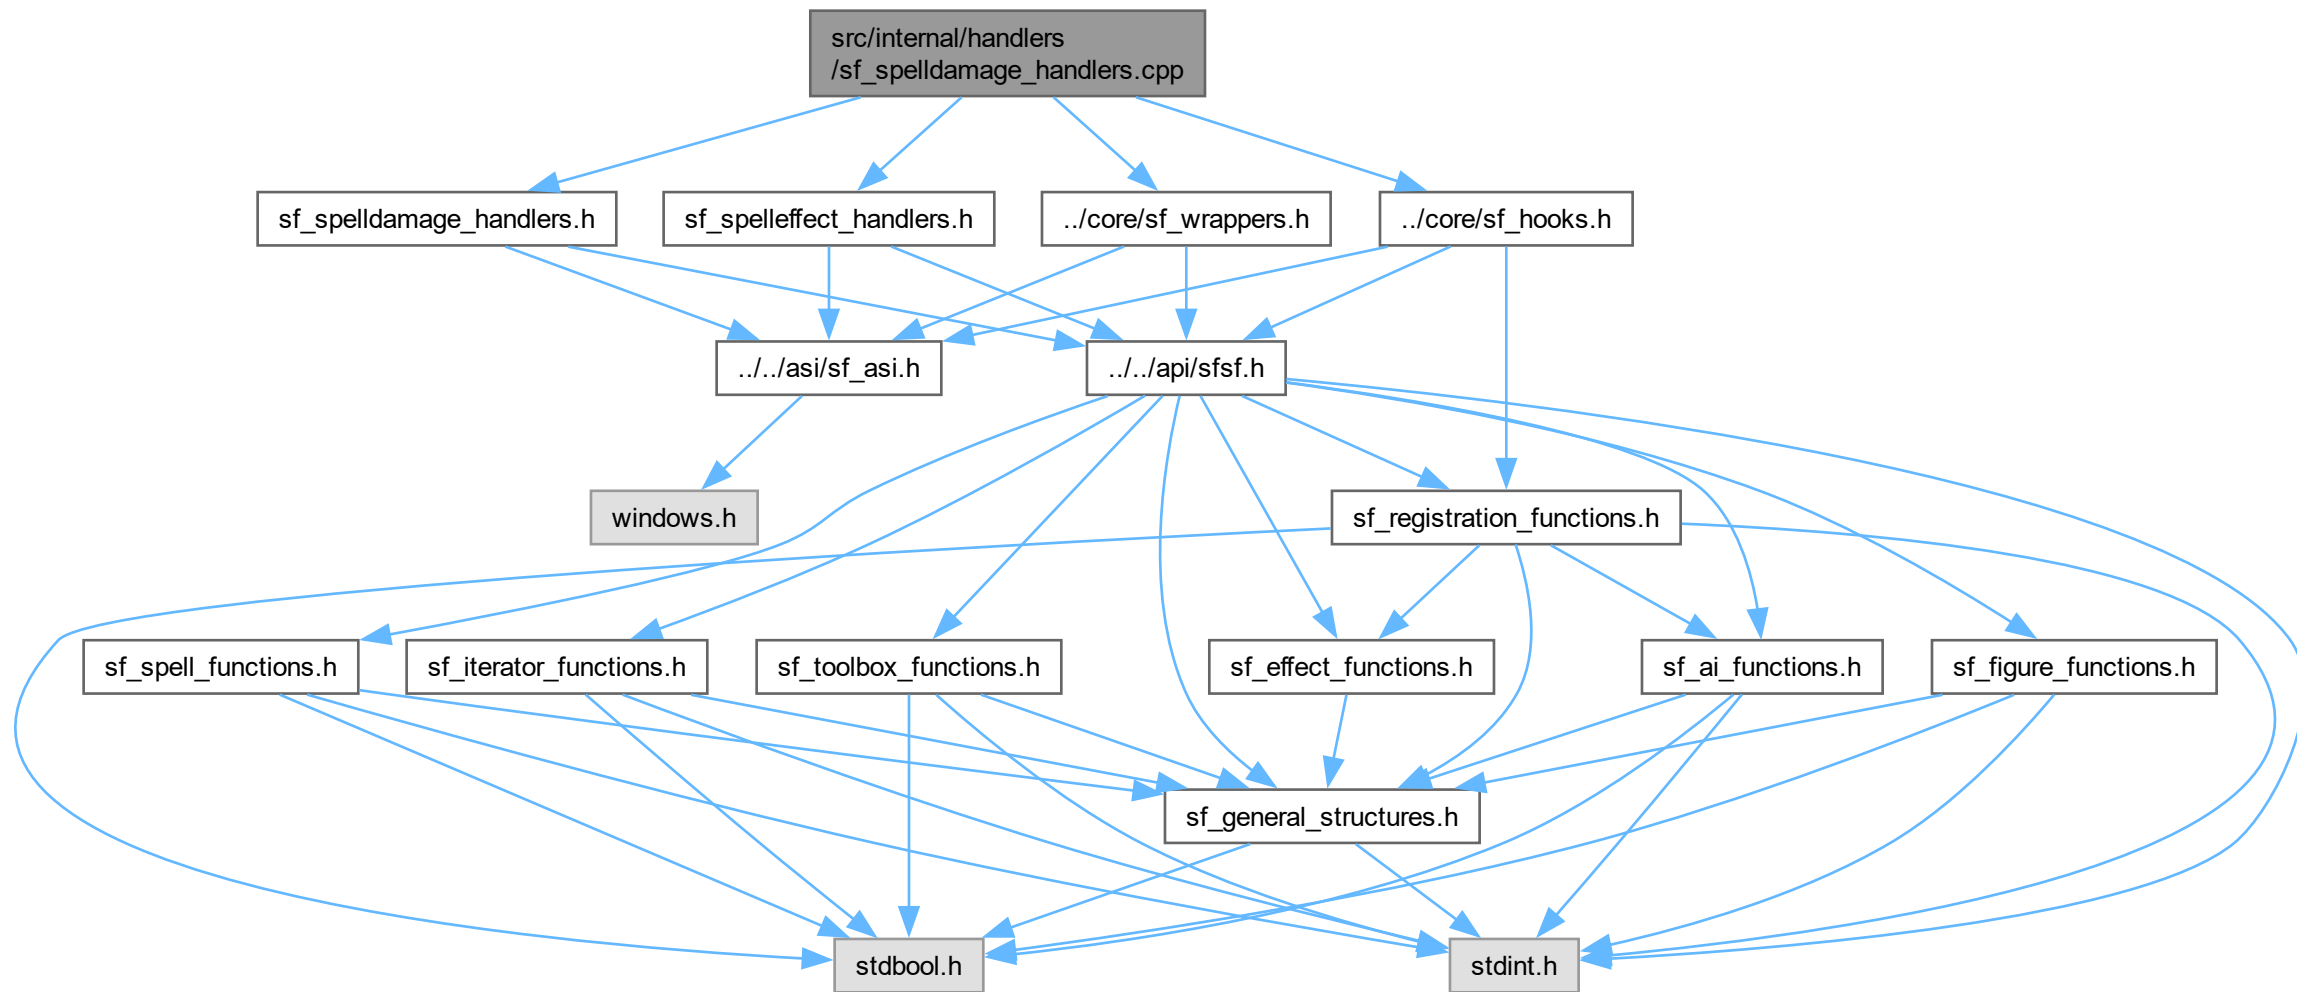 src/internal/handlers
/sf_spelldamage_handlers.cpp
sf_spelldamage_handlers.h
sf_spelleffect_handlers.h
../core/sf_wrappers.h
../core/sf_hooks.h
../../asi/sf_asi.h
../../api/sfsf.h
windows.h
sf_registration_functions.h
sf_spell_functions.h
sf_iterator_functions.h
sf_toolbox_functions.h
sf_effect_functions.h
sf_ai_functions.h
sf_figure_functions.h
sf_general_structures.h
stdbool.h
stdint.h